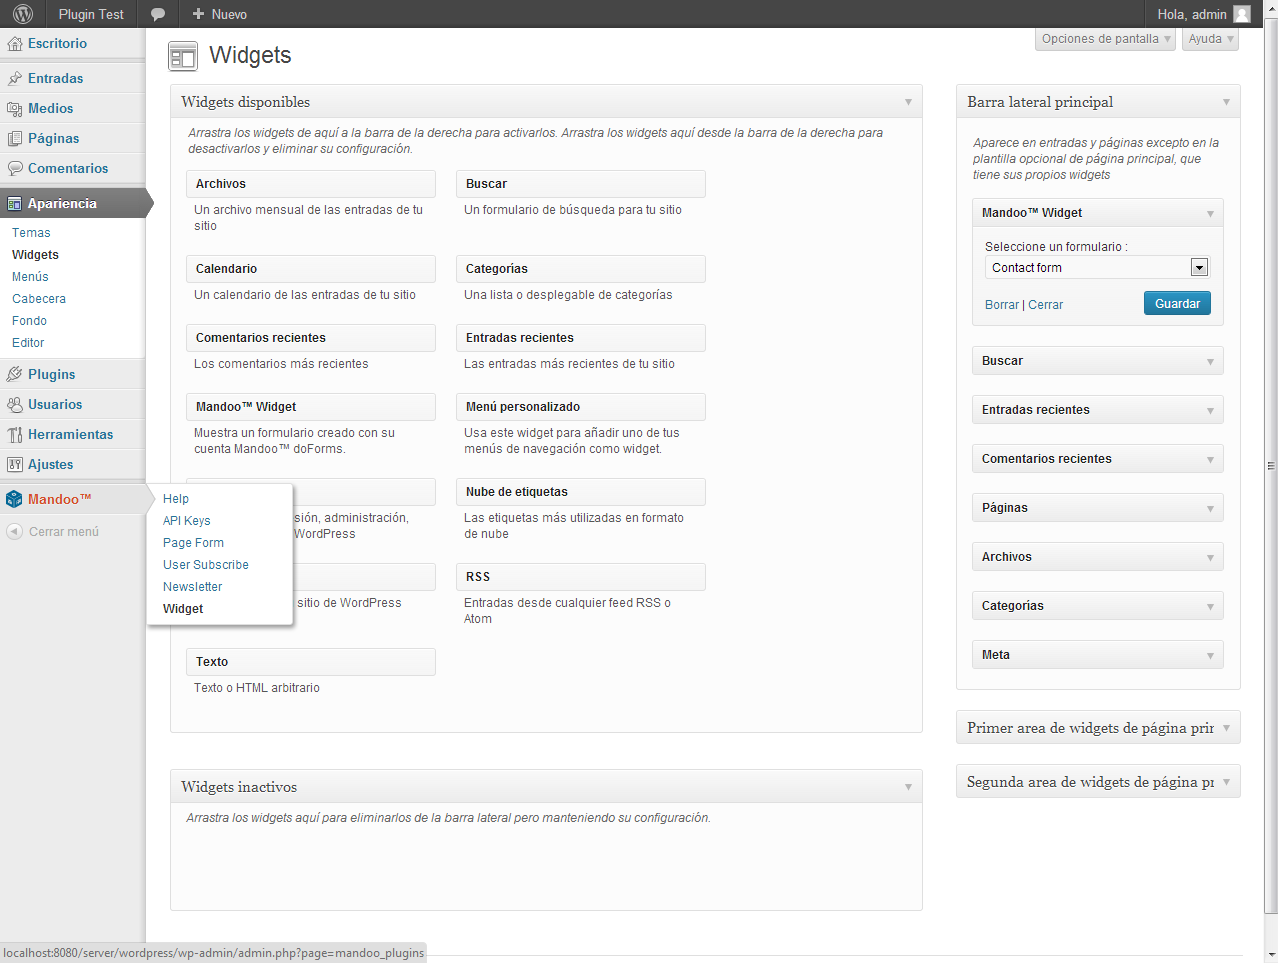 Plugin Test
Nuevo
Hola, admin
Escritorio
Entradas
Medios
Páginas
Comentarios
Apariencia
Temas
Widgets
Menús
Cabecera
Fondo
Editor
Plugins
Usuarios
Herramientas
Ajustes
Mandoo™
Cerrar menú
Help
API Keys
Page Form
User Subscribe
Newsletter
Widget
Opciones de pantalla
Ayuda
Widgets
Widgets disponibles
Arrastra los widgets de aquí a la barra de la derecha para activarlos. Arrastra los widgets aquí desde la barra de la derecha para
desactivarlos y eliminar su configuración.
Archivos
Un archivo mensual de las entradas de tu
sitio
Buscar
Un formulario de búsqueda para tu sitio
Calendario
Un calendario de las entradas de tu sitio
Categorías
Una lista o desplegable de categorías
Comentarios recientes
Los comentarios más recientes
Entradas recientes
Las entradas más recientes de tu sitio
Mandoo™ Widget
Muestra un formulario creado con su
cuenta Mandoo™ doForms.
Menú personalizado
Usa este widget para añadir uno de tus
menús de navegación como widget.
sión, administración,
WordPress
Nube de etiquetas
Las etiquetas más utilizadas en formato
de nube
sitio de WordPress
RSS
Entradas desde cualquier feed RSS o
Atom
Texto
Texto o HTML arbitrario
Widgets inactivos
Arrastra los widgets aquí para eliminarlos de la barra lateral pero manteniendo su configuración.
Barra lateral principal
Aparece en entradas y páginas excepto en la
plantilla opcional de página principal, que
tiene sus propios widgets
Mandoo™ Widget
Seleccione un formulario :
Contact form
Borrar | Cerrar
Guardar
Buscar
Entradas recientes
Comentarios recientes
Páginas
Archivos
Categorías
Meta
Primer area de widgets de página prir
Segunda area de widgets de página pr
localhost:8080/server/wordpress/wp-admin/admin.php?page=mandoo_plugins